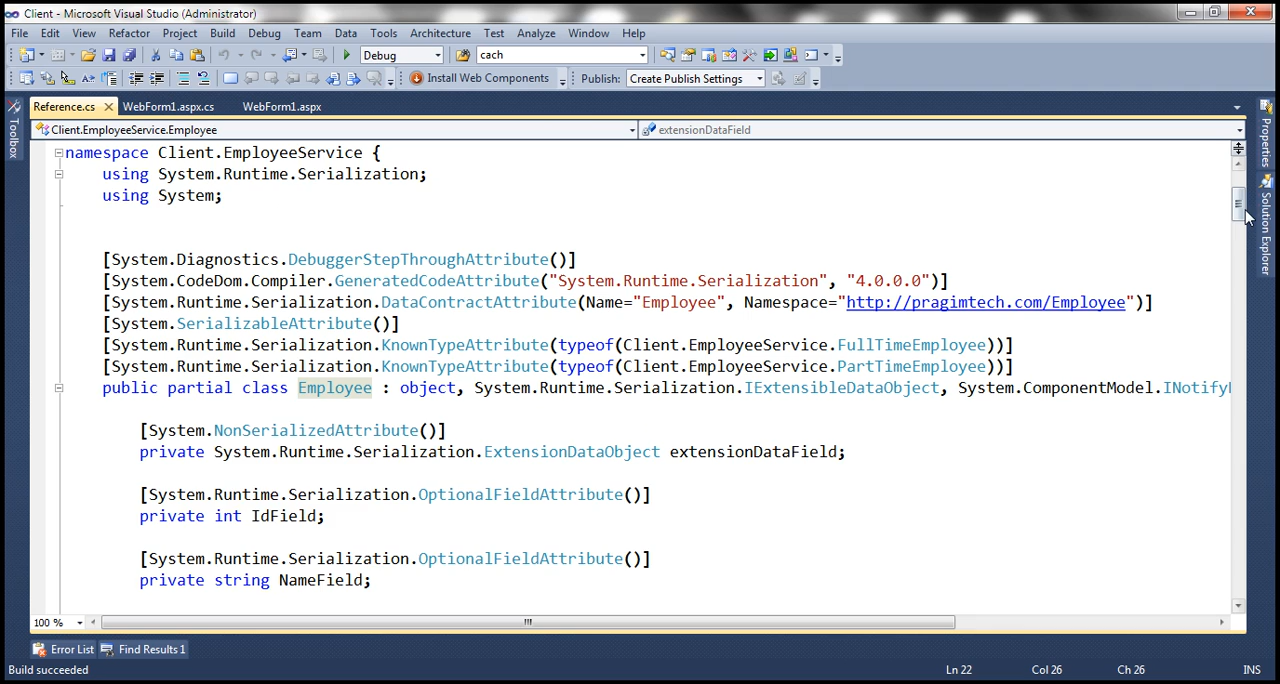 Client - Microsoft Visual Studio (Administrator)
File Edit View Refactor Project Build Debug Team Data Tools Architecture Test Analyze Window Help
Debug cach
Install Web Components Publish: Create Publish Settings
Reference.cs WebForm1.aspx.cs WebForm1.aspx
Client.EmployeeService.Employee extensionDataField
Toolbox
Properties
Solution Explorer
namespace Client.EmployeeService {
using System.Runtime.Serialization;
using System;
[System.Diagnostics.DebuggerStepThroughAttribute()]
[System.CodeDom.Compiler.GeneratedCodeAttribute("System.Runtime.Serialization", "4.0.0.0")]
[System.Runtime.Serialization.DataContractAttribute(Name="Employee", Namespace="http://pragimtech.com/Employee")]
[System.SerializableAttribute()]
[System.Runtime.Serialization.KnownTypeAttribute(typeof(Client.EmployeeService.FullTimeEmployee))]
[System.Runtime.Serialization.KnownTypeAttribute(typeof(Client.EmployeeService.PartTimeEmployee))]
public partial class Employee : object, System.Runtime.Serialization.IExtensibleDataObject, System.ComponentModel.INotify
[System.NonSerializedAttribute()]
private System.Runtime.Serialization.ExtensionDataObject extensionDataField;
[System.Runtime.Serialization.OptionalFieldAttribute()]
private int IdField;
[System.Runtime.Serialization.OptionalFieldAttribute()]
private string NameField;
100 %
Error List Find Results 1
Build succeeded Ln 22 Col 26 Ch 26 INS